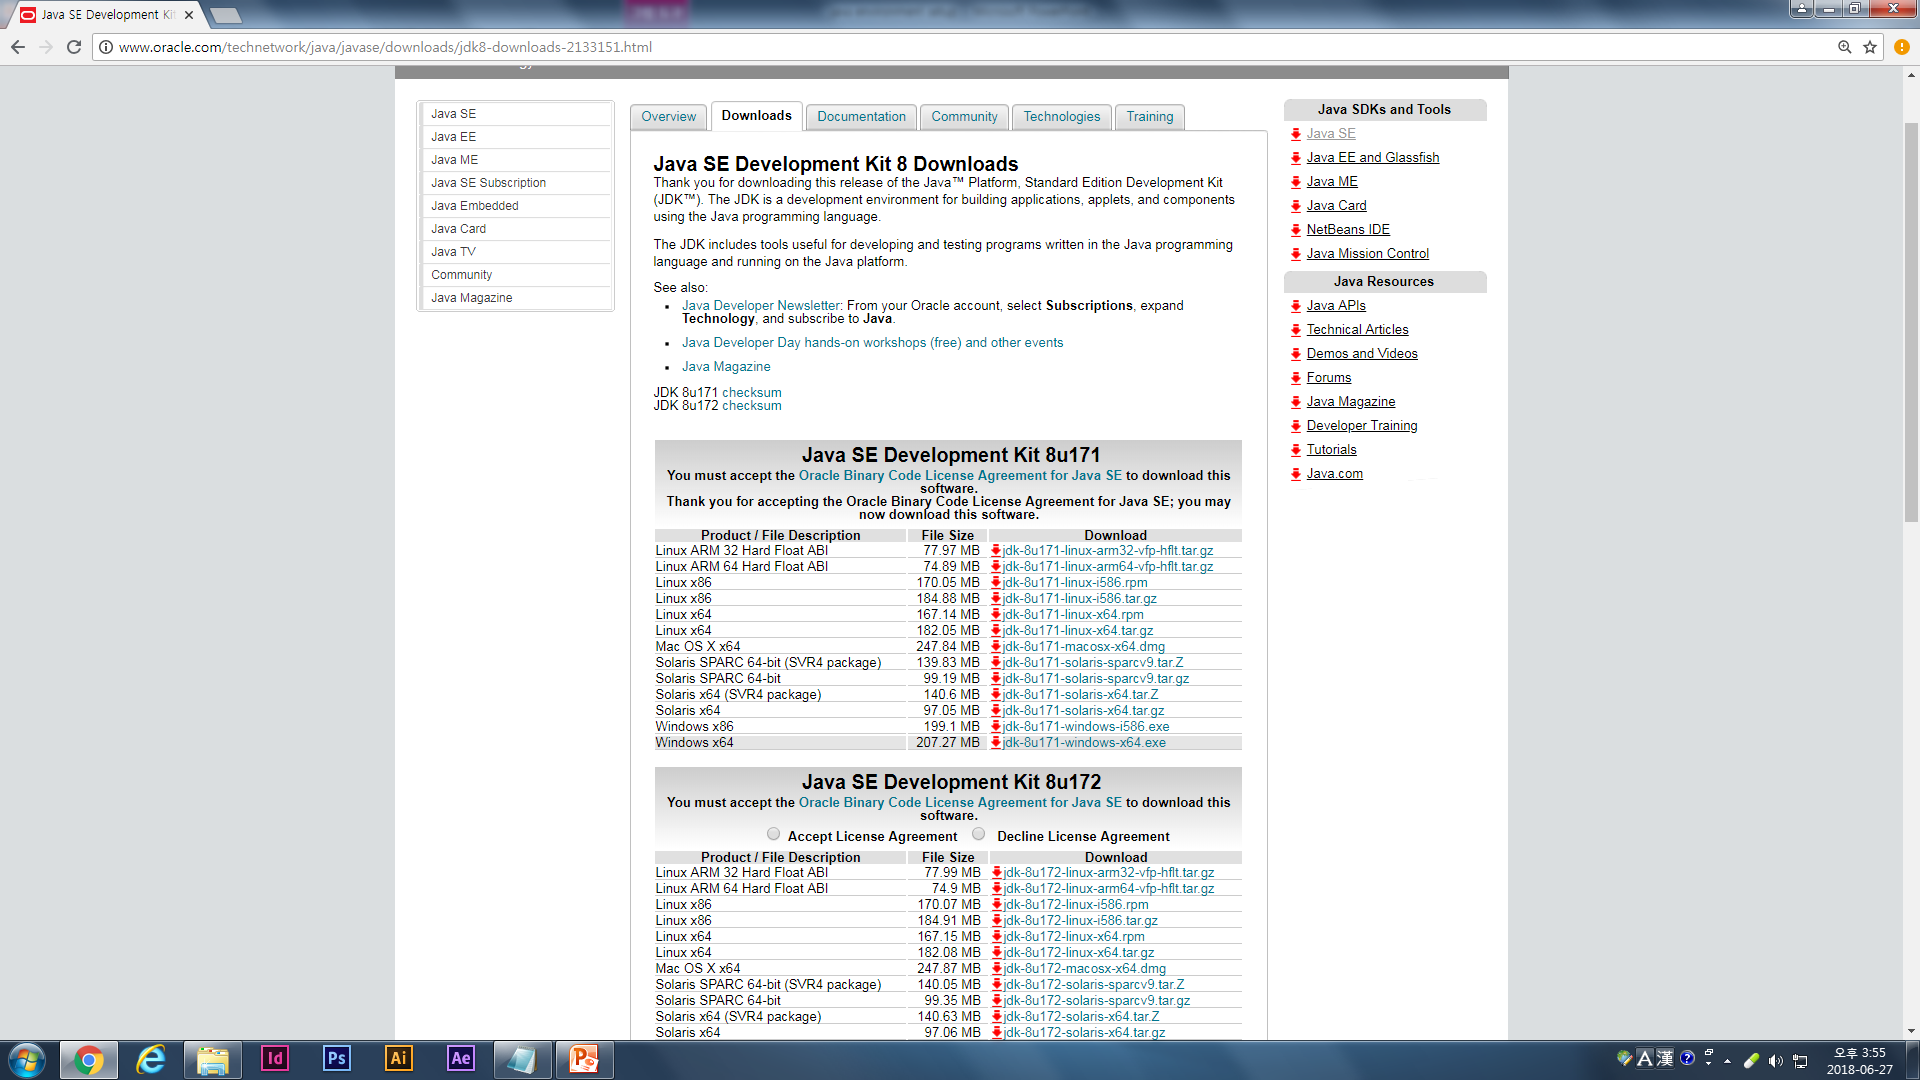 Java SE Development Kit
www.oracle.com/technetwork/java/javase/downloads/jdk8-downloads-2133151.html
Java SE
Java EE
Java ME
Java SE Subscription
Java Embedded
Java Card
Java TV
Community
Java Magazine
Overview
Downloads
Documentation
Community
Technologies
Training
Java SE Development Kit 8 Downloads
Thank you for downloading this release of the Java™ Platform, Standard Edition Development Kit
(JDK™). The JDK is a development environment for building applications, applets, and components
using the Java programming language.
The JDK includes tools useful for developing and testing programs written in the Java programming
language and running on the Java platform.
See also:
Java Developer Newsletter: From your Oracle account, select Subscriptions, expand
Technology, and subscribe to Java.
Java Developer Day hands-on workshops (free) and other events
Java Magazine
JDK 8u171 checksum
JDK 8u172 checksum
Java SE Development Kit 8u171
You must accept the Oracle Binary Code License Agreement for Java SE to download this
software.
Thank you for accepting the Oracle Binary Code License Agreement for Java SE; you may
now download this software.
Product / File Description File Size Download
Linux ARM 32 Hard Float ABI 77.97 MB jdk-8u171-linux-arm32-vfp-hflt.tar.gz
Linux ARM 64 Hard Float ABI 74.89 MB jdk-8u171-linux-arm64-vfp-hflt.tar.gz
Linux x86 170.05 MB jdk-8u171-linux-i586.rpm
Linux x86 184.88 MB jdk-8u171-linux-i586.tar.gz
Linux x64 167.14 MB jdk-8u171-linux-x64.rpm
Linux x64 182.05 MB jdk-8u171-linux-x64.tar.gz
Mac OS X x64 247.84 MB jdk-8u171-macosx-x64.dmg
Solaris SPARC 64-bit (SVR4 package) 139.83 MB jdk-8u171-solaris-sparcv9.tar.Z
Solaris SPARC 64-bit 99.19 MB jdk-8u171-solaris-sparcv9.tar.gz
Solaris x64 (SVR4 package) 140.6 MB jdk-8u171-solaris-x64.tar.Z
Solaris x64 97.05 MB jdk-8u171-solaris-x64.tar.gz
Windows x86 199.1 MB jdk-8u171-windows-i586.exe
Windows x64 207.27 MB jdk-8u171-windows-x64.exe
Java SE Development Kit 8u172
You must accept the Oracle Binary Code License Agreement for Java SE to download this
software.
Accept License Agreement Decline License Agreement
Product / File Description File Size Download
Linux ARM 32 Hard Float ABI 77.99 MB jdk-8u172-linux-arm32-vfp-hflt.tar.gz
Linux ARM 64 Hard Float ABI 74.9 MB jdk-8u172-linux-arm64-vfp-hflt.tar.gz
Linux x86 170.07 MB jdk-8u172-linux-i586.rpm
Linux x86 184.91 MB jdk-8u172-linux-i586.tar.gz
Linux x64 167.15 MB jdk-8u172-linux-x64.rpm
Linux x64 182.08 MB jdk-8u172-linux-x64.tar.gz
Mac OS X x64 247.87 MB jdk-8u172-macosx-x64.dmg
Solaris SPARC 64-bit (SVR4 package) 140.05 MB jdk-8u172-solaris-sparcv9.tar.Z
Solaris SPARC 64-bit 99.35 MB jdk-8u172-solaris-sparcv9.tar.gz
Solaris x64 (SVR4 package) 140.63 MB jdk-8u172-solaris-x64.tar.Z
Solaris x64 97.06 MB jdk-8u172-solaris-x64.tar.gz
Java SDKs and Tools
Java SE
Java EE and Glassfish
Java ME
Java Card
NetBeans IDE
Java Mission Control
Java Resources
Java APIs
Technical Articles
Demos and Videos
Forums
Java Magazine
Developer Training
Tutorials
Java.com
Id
Ps
Ai
Ae
A 漢
오후 3:55
2018-06-27